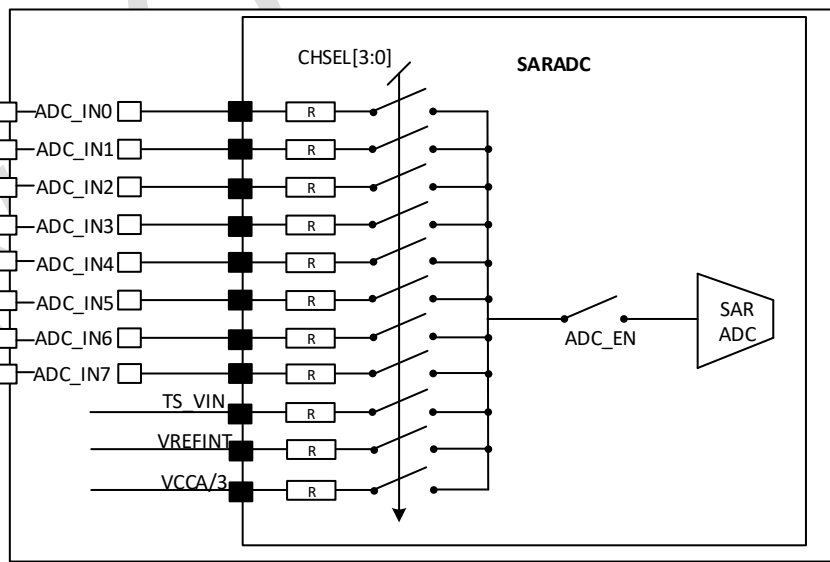 CHSEL[3:0]
SARADC
ADC_IN0
R
ADC_IN1
R
ADC_IN2
R
ADC_IN3
R
ADC_IN4
R
ADC_IN5
R
ADC_IN6
R
ADC_IN7
R
TS_VIN
R
VREFINT
R
VCCA/3
R
ADC_EN
SAR
ADC